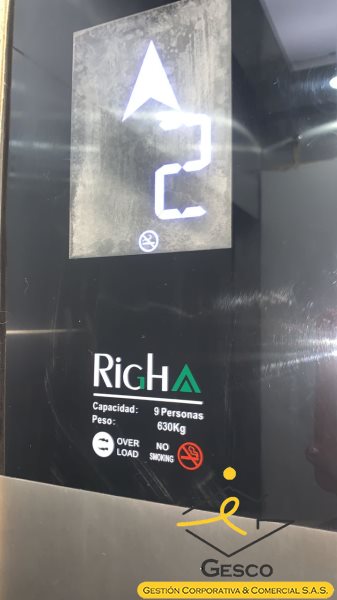 2
RigHA
Capacidad: 9 Personas
Peso: 630Kg
OVER
LOAD
NO
SMOKING
GESCO
GESTIÓN CORPORATIVA & COMERCIAL S.A.S.